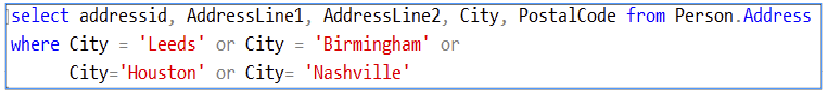 select addressid, AddressLine1, AddressLine2, City, PostalCode from Person.Address
where City = 'Leeds' or City = 'Birmingham' or
City='Houston' or City= 'Nashville'